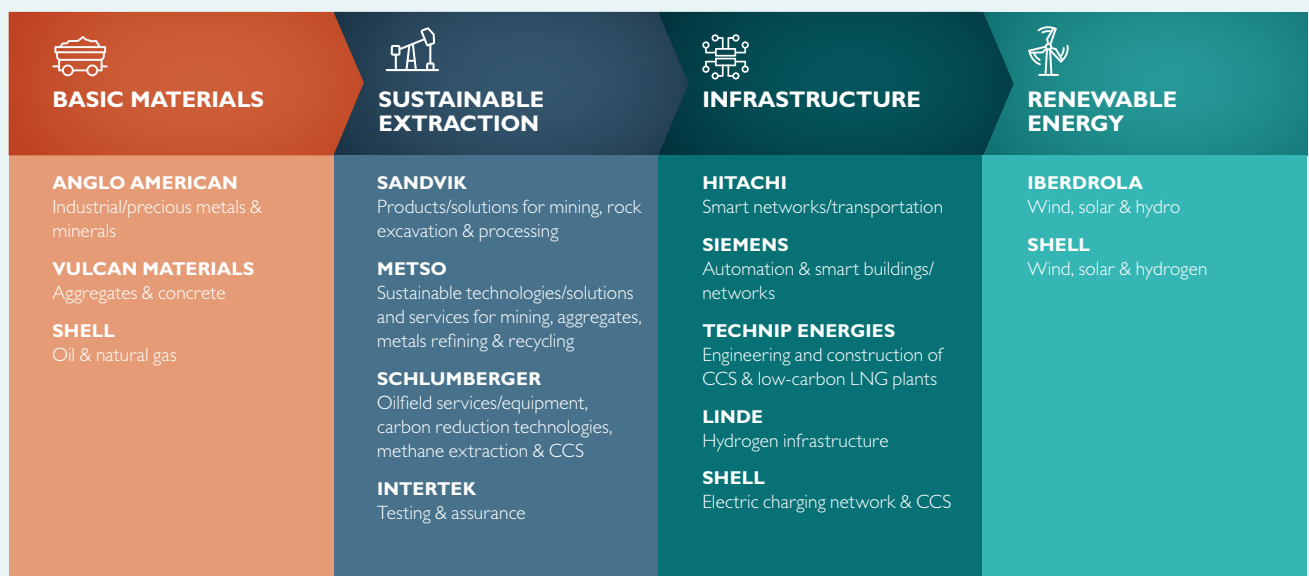 BASIC MATERIALS
ANGLO AMERICAN
Industrial/precious metals &
minerals
VULCAN MATERIALS
Aggregates & concrete
SHELL
Oil & natural gas
SUSTAINABLE
EXTRACTION
SANDVIK
Products/solutions for mining, rock
excavation & processing
METSO
Sustainable technologies/solutions
and services for mining, aggregates,
metals refining & recycling
SCHLUMBERGER
Oilfield services/equipment,
carbon reduction technologies,
methane extraction & CCS
INTERTEK
Testing & assurance
INFRASTRUCTURE
HITACHI
Smart networks/transportation
SIEMENS
Automation & smart buildings/
networks
TECHNIP ENERGIES
Engineering and construction of
CCS & low-carbon LNG plants
LINDE
Hydrogen infrastructure
SHELL
Electric charging network & CCS
RENEWABLE
ENERGY
IBERDROLA
Wind, solar & hydro
SHELL
Wind, solar & hydrogen